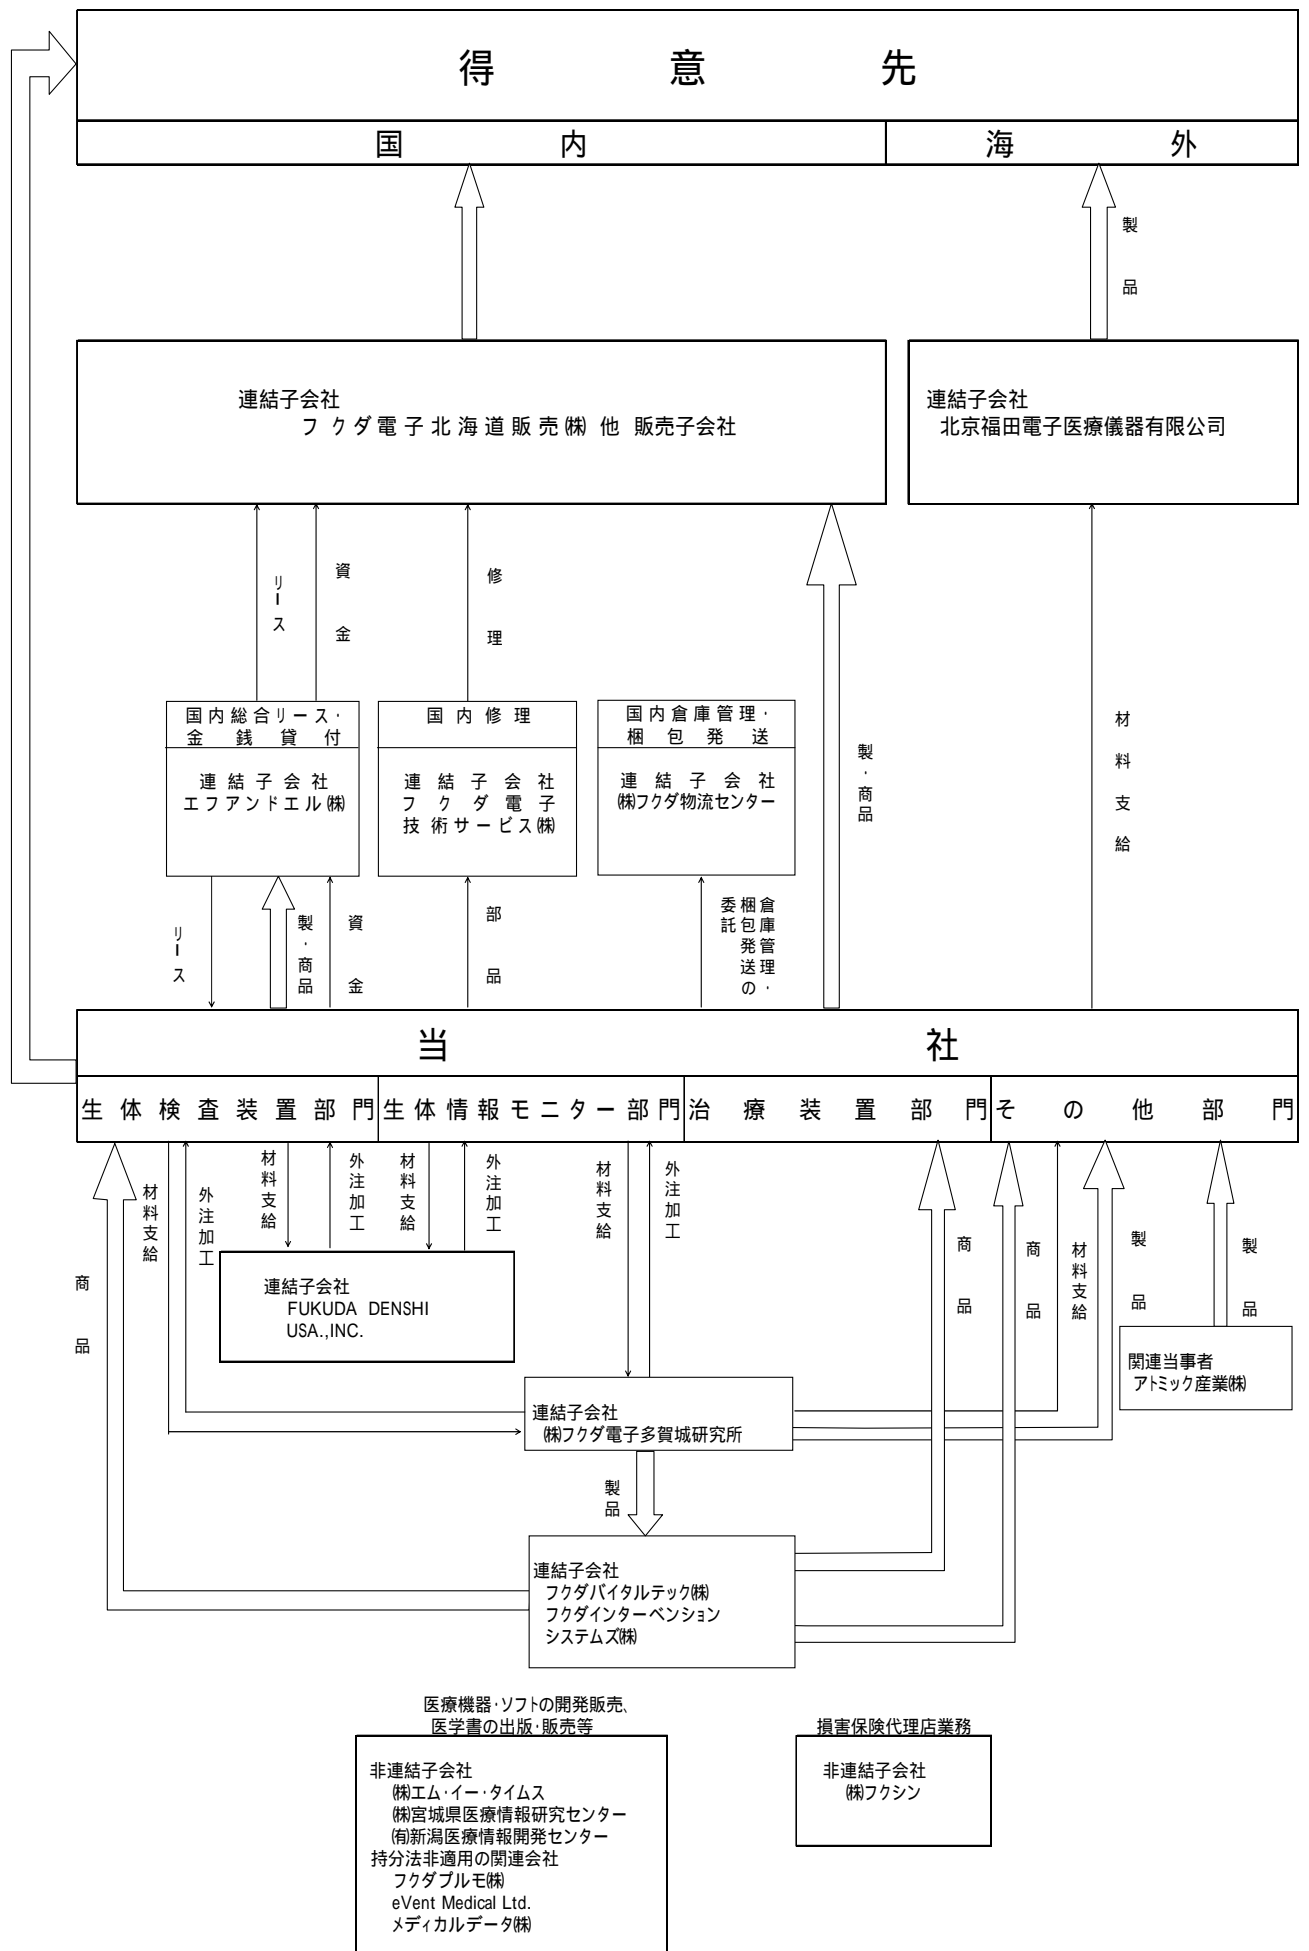 得意先
国内
海外
製品
連結子会社
フクダ電子北海道販売㈱他 販売子会社
連結子会社
北京福田電子医療儀器有限公司
リース
資金
修理
製・商品
材料支給
国内総合リース・
金銭貸付
連結子会社
エフアンドエル㈱
国内修理
連結子会社
フクダ電子
技術サービス㈱
国内倉庫管理・
梱包発送
連結子会社
㈱フクダ物流センター
リース
製・商品
資金
部品
倉庫管理・
梱包発送の
委託
当社
生体検査装置部門
生体情報モニター部門
治療装置部門
その他部門
商品
材料支給
外注加工
材料支給
外注加工
材料支給
外注加工
材料支給
外注加工
商品
商品
材料支給
製品
製品
連結子会社
FUKUDA DENSHI
USA.,INC.
関連当事者
アトミック産業㈱
連結子会社
㈱フクダ電子多賀城研究所
製品
連結子会社
フクダバイタルテック㈱
フクダインターベンション
システムズ㈱
医療機器・ソフトの開発販売、
医学書の出版・販売等
非連結子会社
㈱エム・イー・タイムス
㈱宮城県医療情報研究センター
㈲新潟医療情報開発センター
持分法非適用の関連会社
フクダプルモ㈱
eVent Medical Ltd.
メディカルデータ㈱
損害保険代理店業務
非連結子会社
㈱フクシン